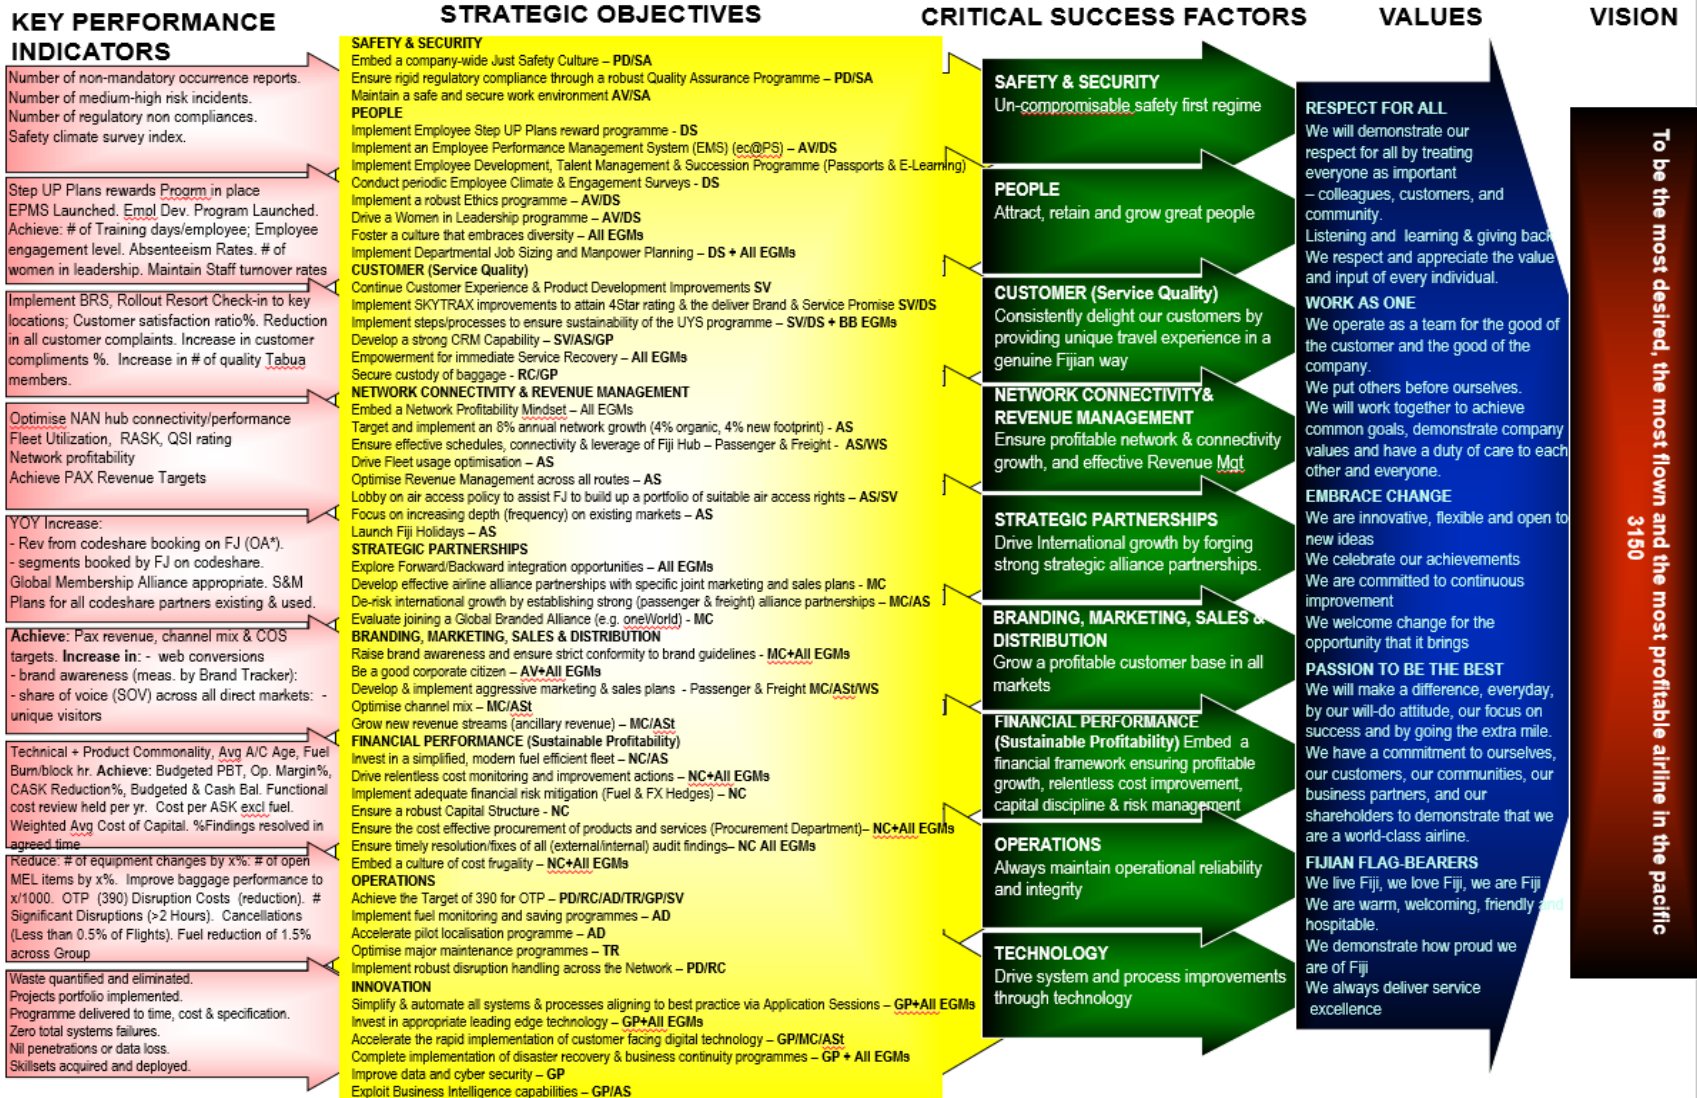 KEY PERFORMANCE
INDICATORS
Number of non-mandatory occurrence reports.
Number of medium-high risk incidents.
Number of regulatory non compliances.
Safety climate survey index.
Step UP Plans rewards Progrm in place
EPMS Launched. Empl Dev. Program Launched.
Achieve: # of Training days/employee; Employee
engagement level. Absenteeism Rates. # of
women in leadership. Maintain Staff turnover rates
Implement BRS, Rollout Resort Check-in to key
locations; Customer satisfaction ratio%. Reduction
in all customer complaints. Increase in customer
compliments %. Increase in # of quality Tabua
members.
Optimise NAN hub connectivity/performance
Fleet Utilization, RASK, QSI rating
Network profitability
Achieve PAX Revenue Targets
YOY Increase:
- Rev from codeshare booking on FJ (OA*).
- segments booked by FJ on codeshare.
Global Membership Alliance appropriate. S&M
Plans for all codeshare partners existing & used.
Achieve: Pax revenue, channel mix & COS
targets. Increase in: - web conversions
- brand awareness (meas. by Brand Tracker):
- share of voice (SOV) across all direct markets: -
unique visitors
Technical + Product Commonality, Avg A/C Age, Fuel
Burn/block hr. Achieve: Budgeted PBT, Op. Margin%,
CASK Reduction%, Budgeted & Cash Bal. Functional
cost review held per yr. Cost per ASK excl fuel.
Weighted Avg Cost of Capital. %Findings resolved in
agreed time
Reduce: # of equipment changes by x%: # of open
MEL items by x%. Improve baggage performance to
x/1000. OTP (390) Disruption Costs (reduction). #
Significant Disruptions (>2 Hours). Cancellations
(Less than 0.5% of Flights). Fuel reduction of 1.5%
across Group
Waste quantified and eliminated.
Projects portfolio implemented.
Programme delivered to time, cost & specification.
Zero total systems failures.
Nil penetrations or data loss.
Skillsets acquired and deployed.
STRATEGIC OBJECTIVES
SAFETY & SECURITY
Embed a company-wide Just Safety Culture – PD/SA
Ensure rigid regulatory compliance through a robust Quality Assurance Programme – PD/SA
Maintain a safe and secure work environment AV/SA
PEOPLE
Implement Employee Step UP Plans reward programme - DS
Implement an Employee Performance Management System (EMS) (ec@PS) – AV/DS
Implement Employee Development, Talent Management & Succession Programme (Passports & E-Learning)
Conduct periodic Employee Climate & Engagement Surveys - DS
Implement a robust Ethics programme – AV/DS
Drive a Women in Leadership programme – AV/DS
Foster a culture that embraces diversity – All EGMs
Implement Departmental Job Sizing and Manpower Planning – DS + All EGMs
CUSTOMER (Service Quality)
Continue Customer Experience & Product Development Improvements SV
Implement SKYTRAX improvements to attain 4Star rating & the deliver Brand & Service Promise SV/DS
Implement steps/processes to ensure sustainability of the UYS programme – SV/DS + BB EGMs
Develop a strong CRM Capability – SV/AS/GP
Empowerment for immediate Service Recovery – All EGMs
Secure custody of baggage - RC/GP
NETWORK CONNECTIVITY & REVENUE MANAGEMENT
Embed a Network Profitability Mindset – All EGMs
Target and implement an 8% annual network growth (4% organic, 4% new footprint) - AS
Ensure effective schedules, connectivity & leverage of Fiji Hub – Passenger & Freight - AS/WS
Drive Fleet usage optimisation – AS
Optimise Revenue Management across all routes – AS
Lobby on air access policy to assist FJ to build up a portfolio of suitable air access rights – AS/SV
Focus on increasing depth (frequency) on existing markets – AS
Launch Fiji Holidays – AS
STRATEGIC PARTNERSHIPS
Explore Forward/Backward integration opportunities – All EGMs
Develop effective airline alliance partnerships with specific joint marketing and sales plans - MC
De-risk international growth by establishing strong (passenger & freight) alliance partnerships – MC/AS
Evaluate joining a Global Branded Alliance (e.g. oneWorld) - MC
BRANDING, MARKETING, SALES & DISTRIBUTION
Raise brand awareness and ensure strict conformity to brand guidelines - MC+All EGMs
Be a good corporate citizen – AV+All EGMs
Develop & implement aggressive marketing & sales plans - Passenger & Freight MC/ASt/WS
Optimise channel mix – MC/ASt
Grow new revenue streams (ancillary revenue) – MC/ASt
FINANCIAL PERFORMANCE (Sustainable Profitability)
Invest in a simplified, modern fuel efficient fleet – NC/AS
Drive relentless cost monitoring and improvement actions – NC+All EGMs
Implement adequate financial risk mitigation (Fuel & FX Hedges) – NC
Ensure a robust Capital Structure - NC
Ensure the cost effective procurement of products and services (Procurement Department)– NC+All EGMs
Ensure timely resolution/fixes of all (external/internal) audit findings– NC All EGMs
Embed a culture of cost frugality – NC+All EGMs
OPERATIONS
Achieve the Target of 390 for OTP – PD/RC/AD/TR/GP/SV
Implement fuel monitoring and saving programmes – AD
Accelerate pilot localisation programme – AD
Optimise major maintenance programmes – TR
Implement robust disruption handling across the Network – PD/RC
INNOVATION
Simplify & automate all systems & processes aligning to best practice via Application Sessions – GP+All EGMs
Invest in appropriate leading edge technology – GP+All EGMs
Accelerate the rapid implementation of customer facing digital technology – GP/MC/ASt
Complete implementation of disaster recovery & business continuity programmes – GP + All EGMs
Improve data and cyber security – GP
Exploit Business Intelligence capabilities – GP/AS
CRITICAL SUCCESS FACTORS
SAFETY & SECURITY
Un-compromisable safety first regime
PEOPLE
Attract, retain and grow great people
CUSTOMER (Service Quality)
Consistently delight our customers by
providing unique travel experience in a
genuine Fijian way
NETWORK CONNECTIVITY&
REVENUE MANAGEMENT
Ensure profitable network & connectivity
growth, and effective Revenue Mgt
STRATEGIC PARTNERSHIPS
Drive International growth by forging
strong strategic alliance partnerships.
BRANDING, MARKETING, SALES &
DISTRIBUTION
Grow a profitable customer base in all
markets
FINANCIAL PERFORMANCE
(Sustainable Profitability) Embed a
financial framework ensuring profitable
growth, relentless cost improvement,
capital discipline & risk management
OPERATIONS
Always maintain operational reliability
and integrity
TECHNOLOGY
Drive system and process improvements
through technology
VALUES
RESPECT FOR ALL
We will demonstrate our
respect for all by treating
everyone as important
– colleagues, customers, and
community.
Listening and learning & giving back
We respect and appreciate the value
and input of every individual.
WORK AS ONE
We operate as a team for the good of
the customer and the good of the
company.
We put others before ourselves.
We will work together to achieve
common goals, demonstrate company
values and have a duty of care to each
other and everyone.
EMBRACE CHANGE
We are innovative, flexible and open to
new ideas
We celebrate our achievements
We are committed to continuous
improvement
We welcome change for the
opportunity that it brings
PASSION TO BE THE BEST
We will make a difference, everyday,
by our will-do attitude, our focus on
success and by going the extra mile.
We have a commitment to ourselves,
our customers, our communities, our
business partners, and our
shareholders to demonstrate that we
are a world-class airline.
FIJIAN FLAG-BEARERS
We live Fiji, we love Fiji, we are Fiji
We are warm, welcoming, friendly and
hospitable.
We demonstrate how proud we
are of Fiji
We always deliver service
excellence
VISION
To be the most desired, the most flown and the most profitable airline in the pacific
3150